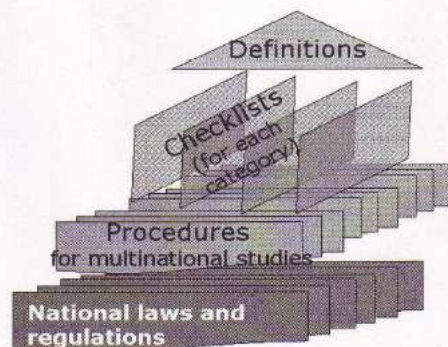 Definitions
Checklists
(for each
category)
Procedures
for multinational studies
National laws and
regulations